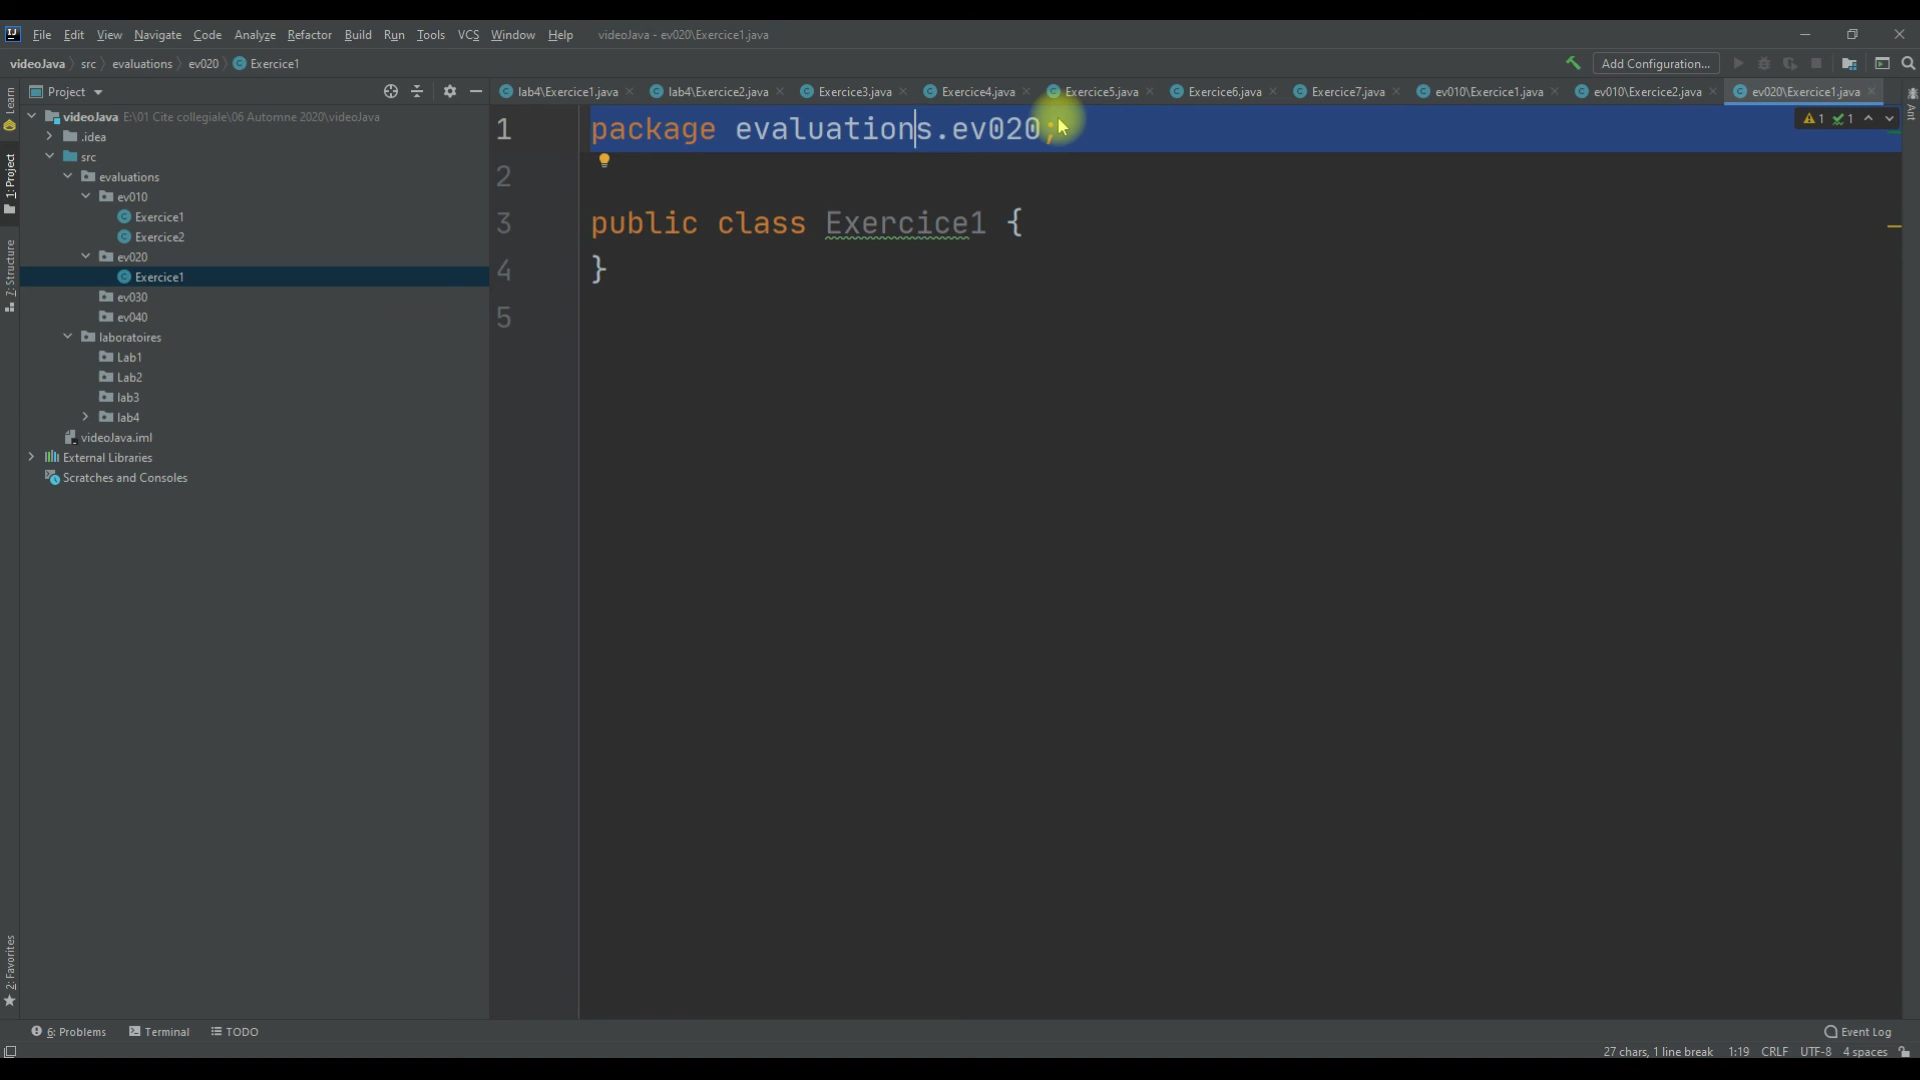 IJ File Edit View Navigate Code Analyze Refactor Build Run Tools VCS Window Help videoJava - ev020\Exercice1.java
videoJava src evaluations ev020 Exercice1 Add Configuration...
Project lab4\Exercice1.java lab4\Exercice2.java Exercice3.java Exercice4.java Exercice5.java Exercice6.java Exercice7.java ev010\Exercice1.java ev010\Exercice2.java ev020\Exercice1.java
Learn
1: Project
7: Structure
2: Favorites
Ant
videoJava E:\01 Cite collegiale\06 Automne 2020\videoJava
.idea
src
evaluations
ev010
Exercice1
Exercice2
ev020
Exercice1
ev030
ev040
laboratoires
Lab1
Lab2
lab3
lab4
videoJava.iml
External Libraries
Scratches and Consoles
1 package evaluations.ev020; 1 1
2
3 public class Exercice1 {
4 }
5
6: Problems Terminal TODO Event Log
27 chars, 1 line break 1:19 CRLF UTF-8 4 spaces